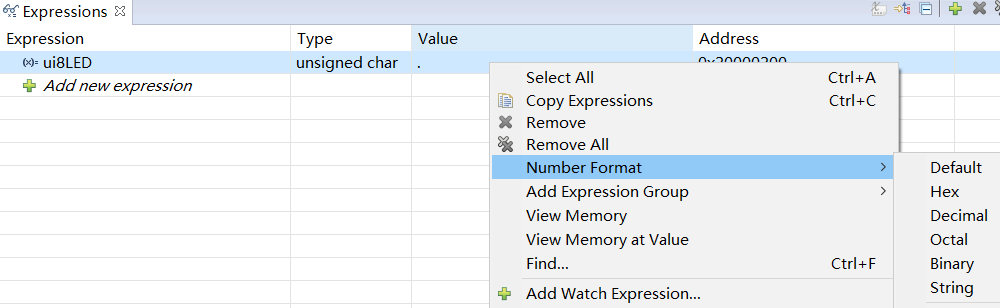 Expressions
Expression Type Value Address
(x)= ui8LED unsigned char .
Add new expression
Select All Ctrl+A
Copy Expressions Ctrl+C
Remove
Remove All
Number Format
Add Expression Group
View Memory
View Memory at Value
Find... Ctrl+F
Add Watch Expression...
Default
Hex
Decimal
Octal
Binary
String